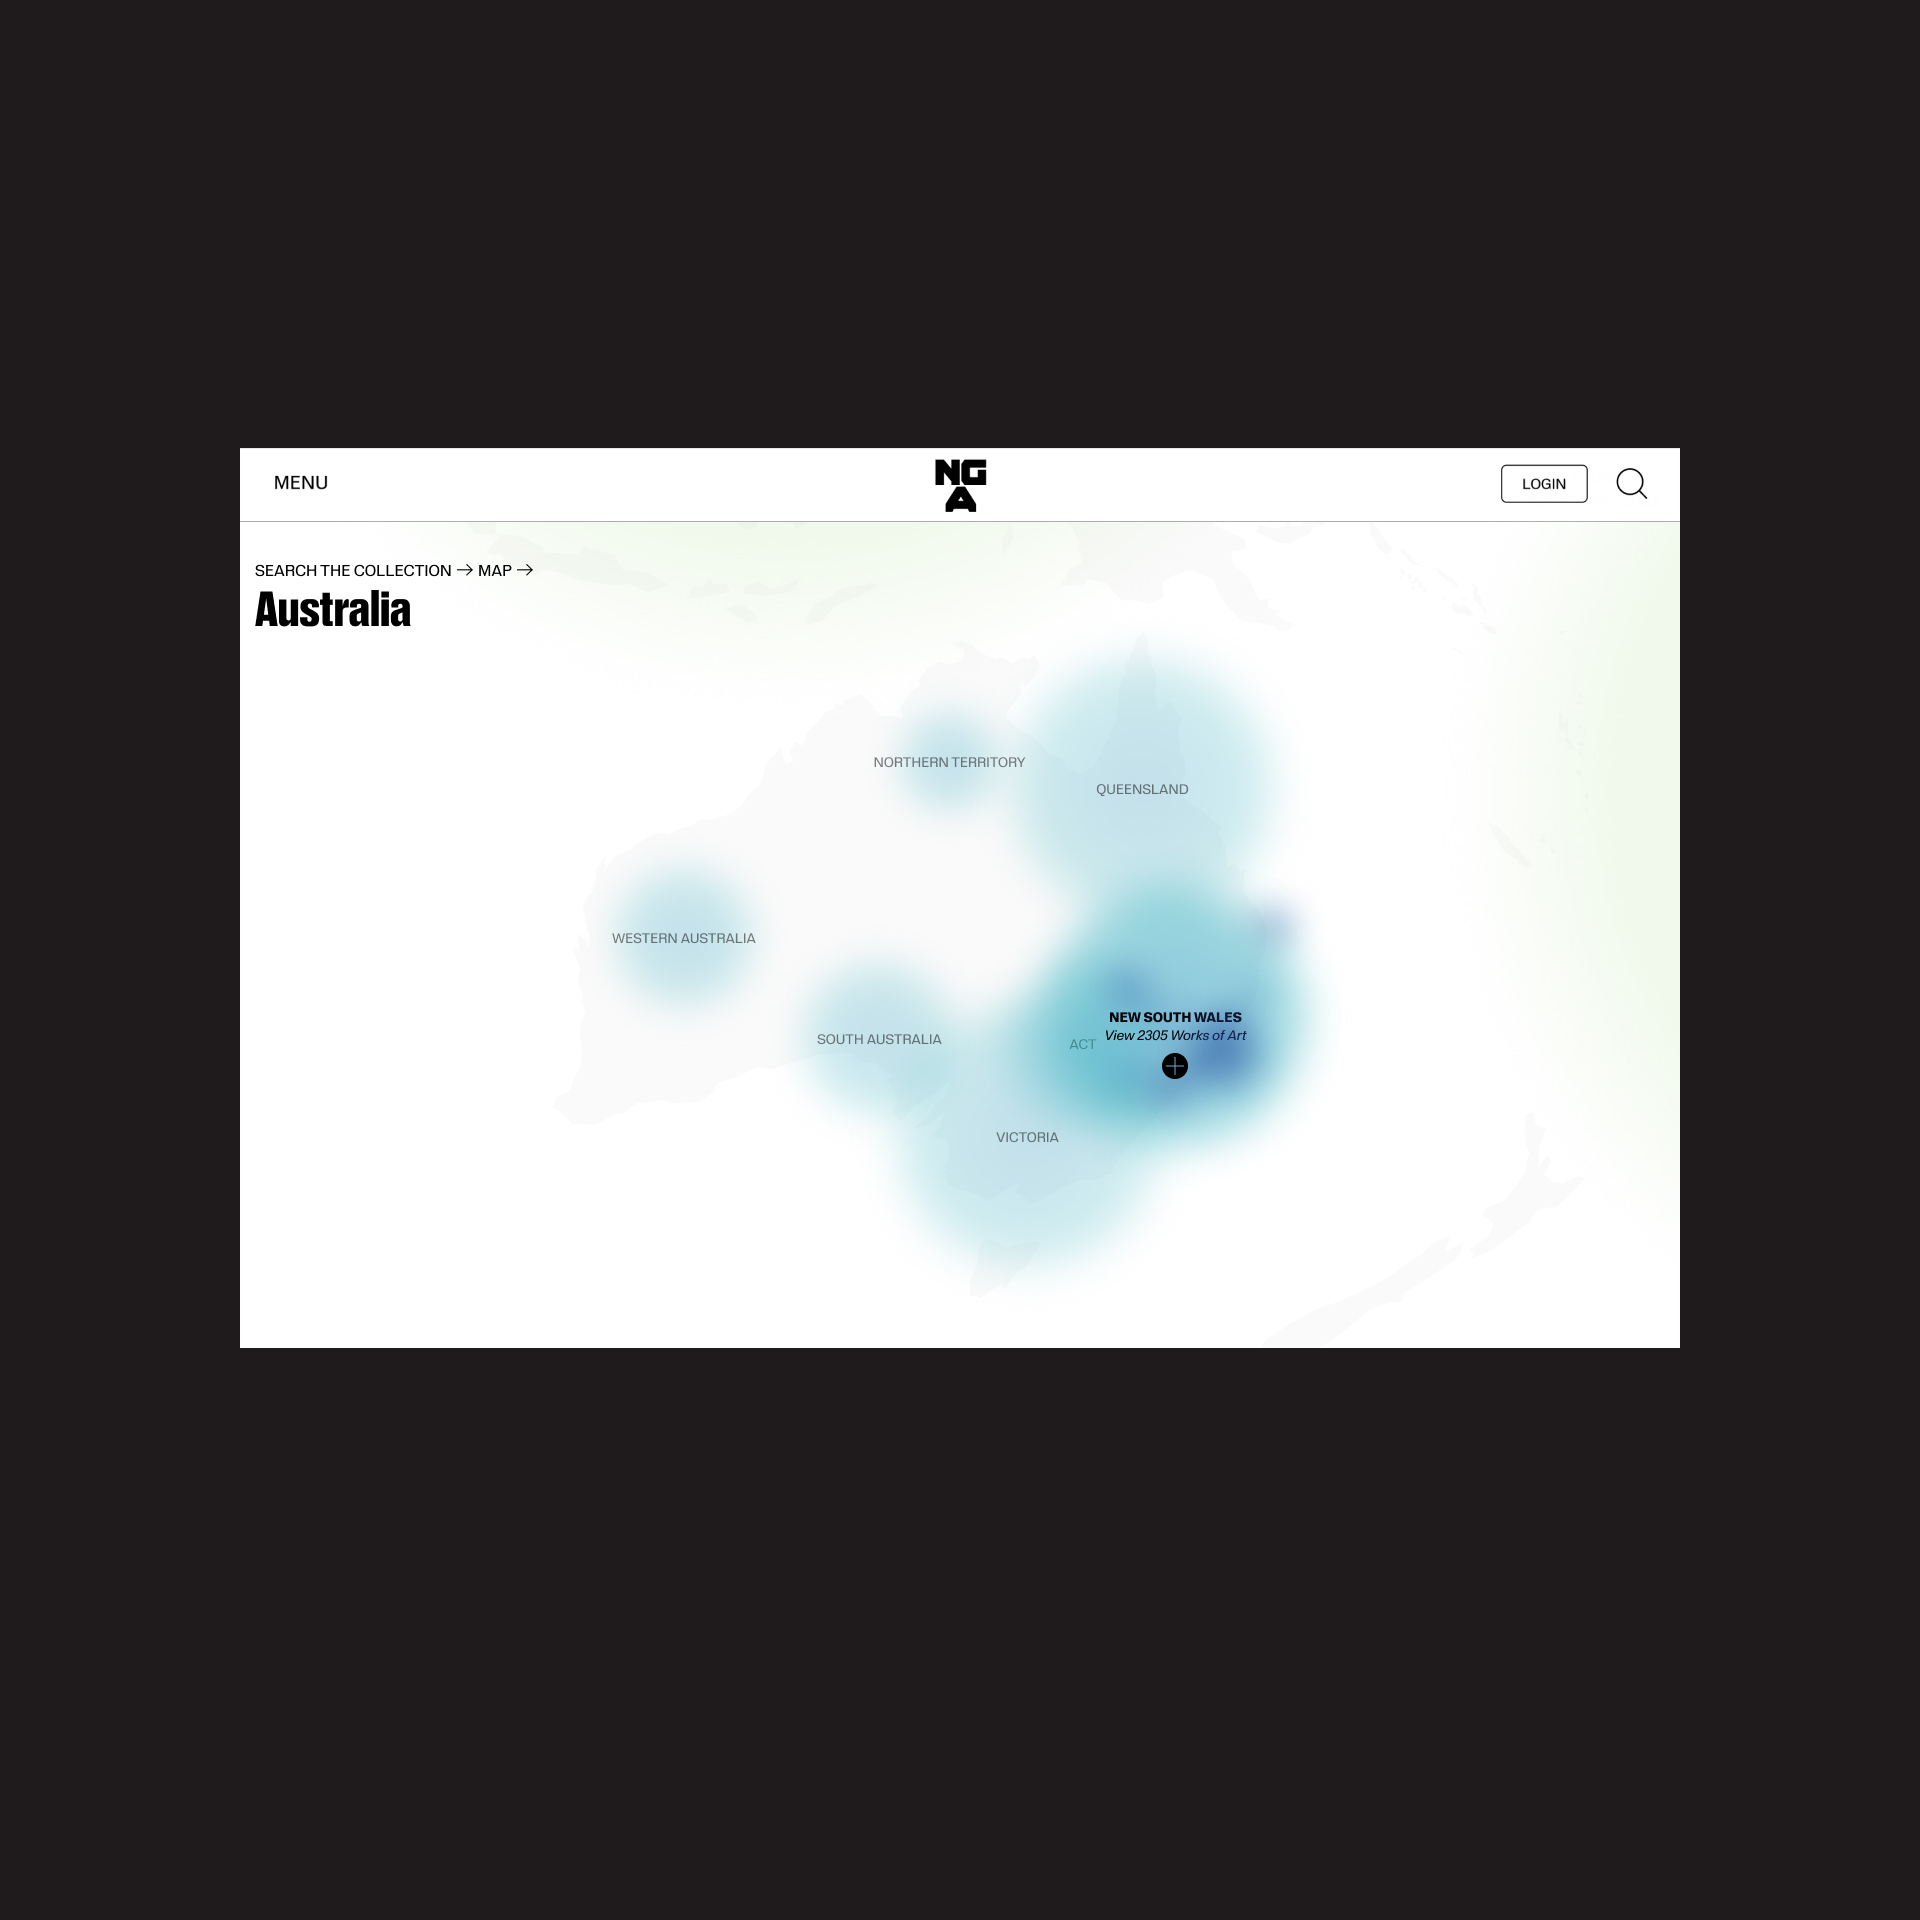 MENU
NG
A
LOGIN
SEARCH THE COLLECTION → MAP →
Australia
NORTHERN TERRITORY
QUEENSLAND
WESTERN AUSTRALIA
SOUTH AUSTRALIA
ACT
NEW SOUTH WALES
View 2305 Works of Art
VICTORIA